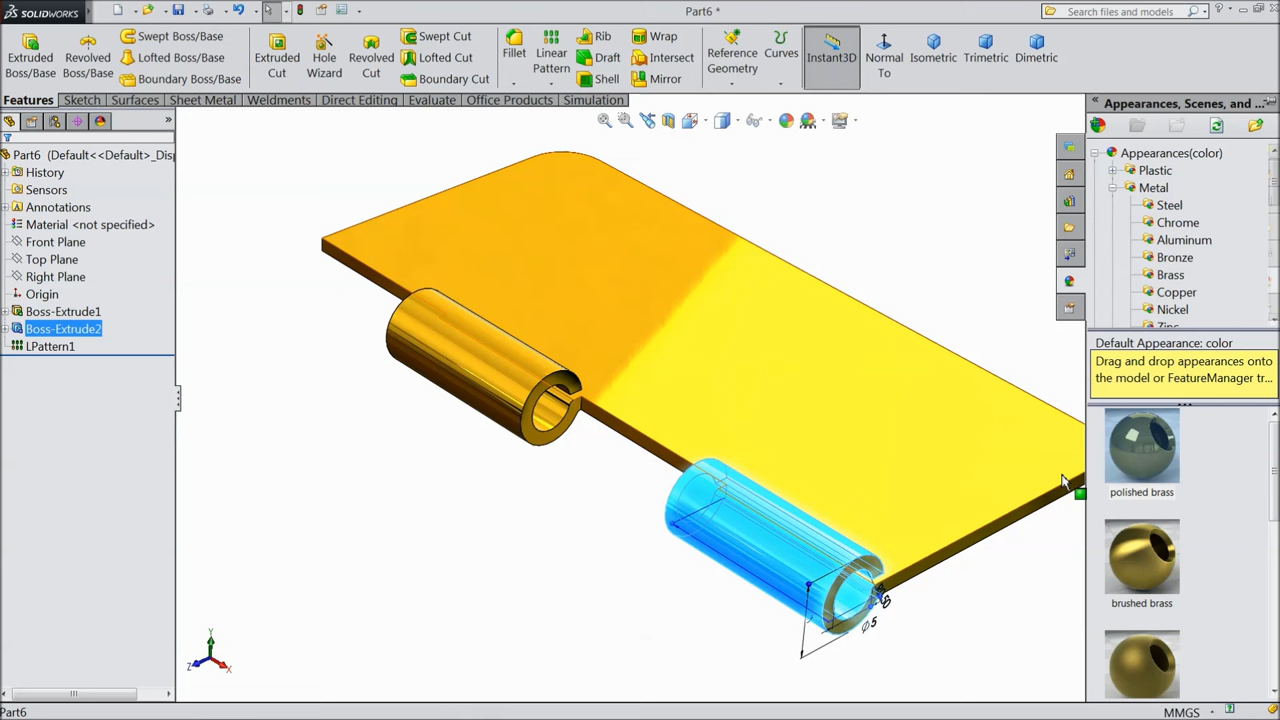 SOLIDWORKS
Part6 *
Search files and models
Extruded Boss/Base
Revolved Boss/Base
Swept Boss/Base
Lofted Boss/Base
Boundary Boss/Base
Extruded Cut
Hole Wizard
Revolved Cut
Swept Cut
Lofted Cut
Boundary Cut
Fillet
Linear Pattern
Rib
Draft
Shell
Wrap
Intersect
Mirror
Reference Geometry
Curves
Instant3D
Normal To
Isometric
Trimetric
Dimetric
Features
Sketch
Surfaces
Sheet Metal
Weldments
Direct Editing
Evaluate
Office Products
Simulation
Part6 (Default<<Default>_Disp
History
Sensors
Annotations
Material <not specified>
Front Plane
Top Plane
Right Plane
Origin
Boss-Extrude1
Boss-Extrude2
LPattern1
Ø5
Y
Z
X
Appearances, Scenes, and ...
Appearances(color)
Plastic
Metal
Steel
Chrome
Aluminum
Bronze
Brass
Copper
Nickel
Zinc
Default Appearance: color
Drag and drop appearances onto
the model or FeatureManager tr...
polished brass
brushed brass
Part6
MMGS